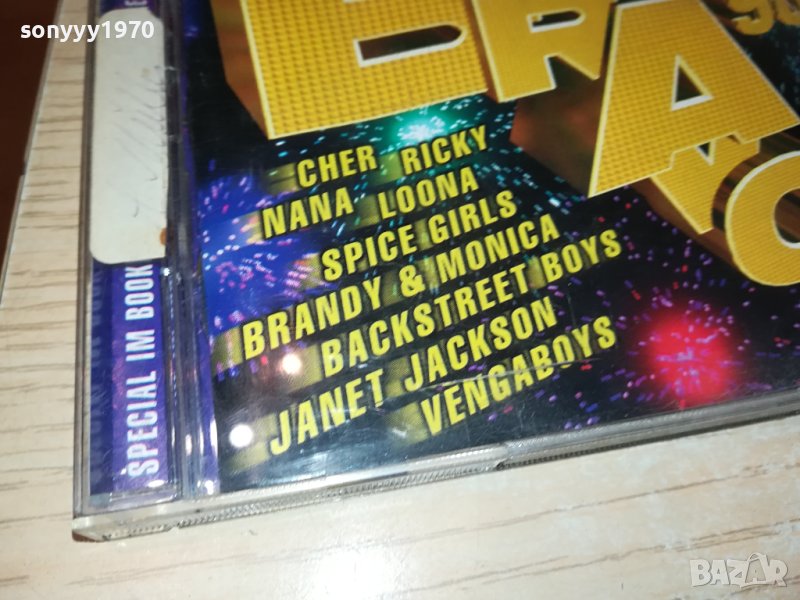 sonyyy1970
CHER RICKY
NANA LOONA
SPICE GIRLS
BRANDY & MONICA
BACKSTREET BOYS
JANET JACKSON
VENGABOYS
SPECIAL IM BOOK
BAZAR